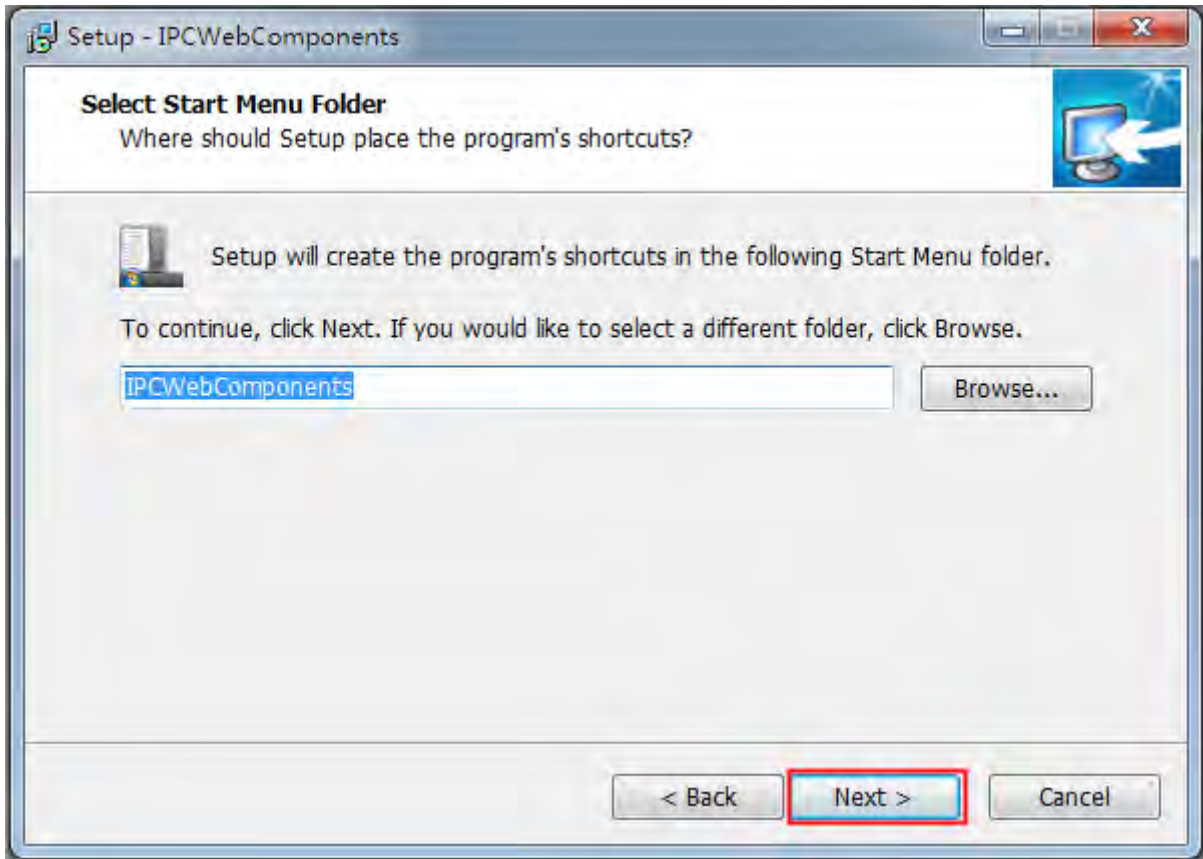 Setup - IPCWebComponents
Select Start Menu Folder
Where should Setup place the program's shortcuts?
Setup will create the program's shortcuts in the following Start Menu folder.
To continue, click Next. If you would like to select a different folder, click Browse.
IPCWebComponents
Browse...
< Back
Next >
Cancel